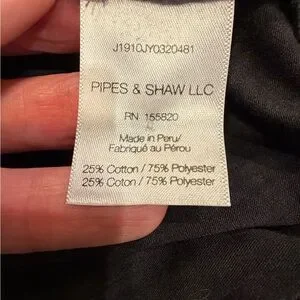 J1910JY0320481
PIPES & SHAW LLC
RN 155820
Made in Peru/
Fabriqué au Pérou
25% Cotton / 75% Polyester
25% Coton / 75% Polyester